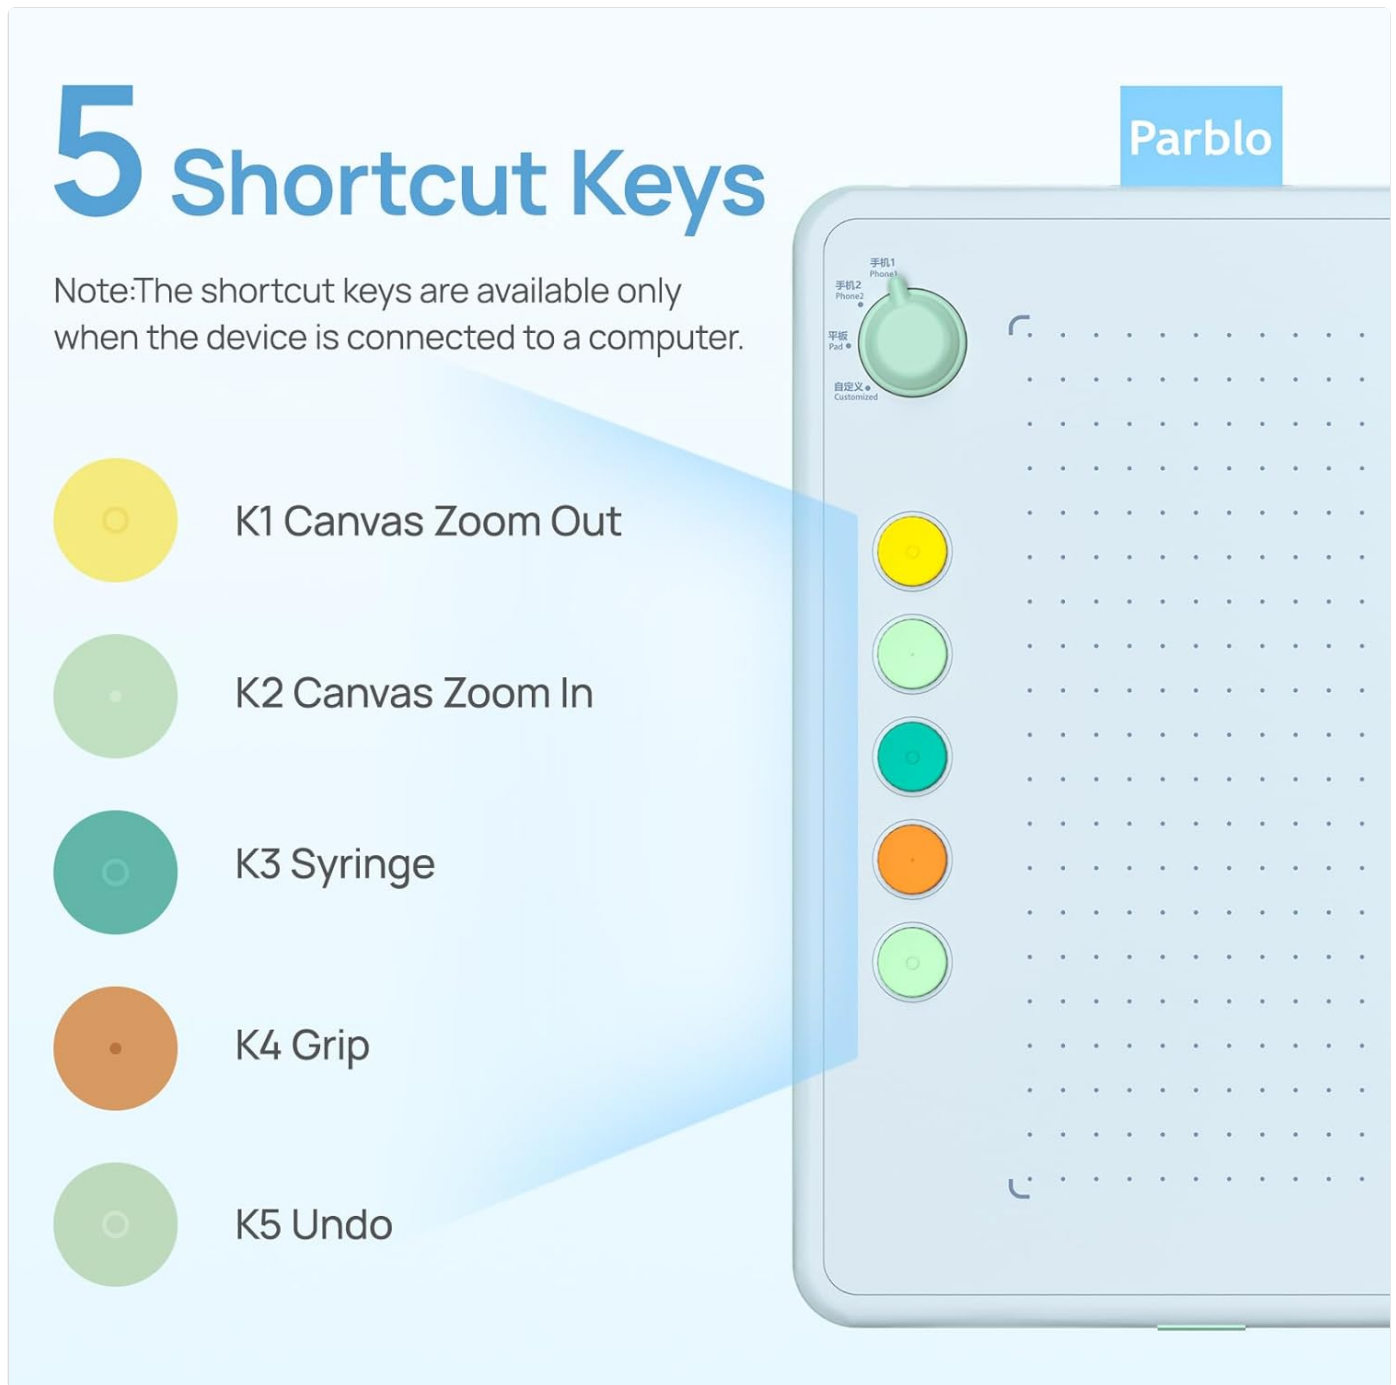 5 Shortcut Keys
Note:The shortcut keys are available only
when the device is connected to a computer.
K1 Canvas Zoom Out
K2 Canvas Zoom In
K3 Syringe
K4 Grip
K5 Undo
Parblo
手机1
Phone1
手机2
Phone2
平板
Pad
自定义
Customized